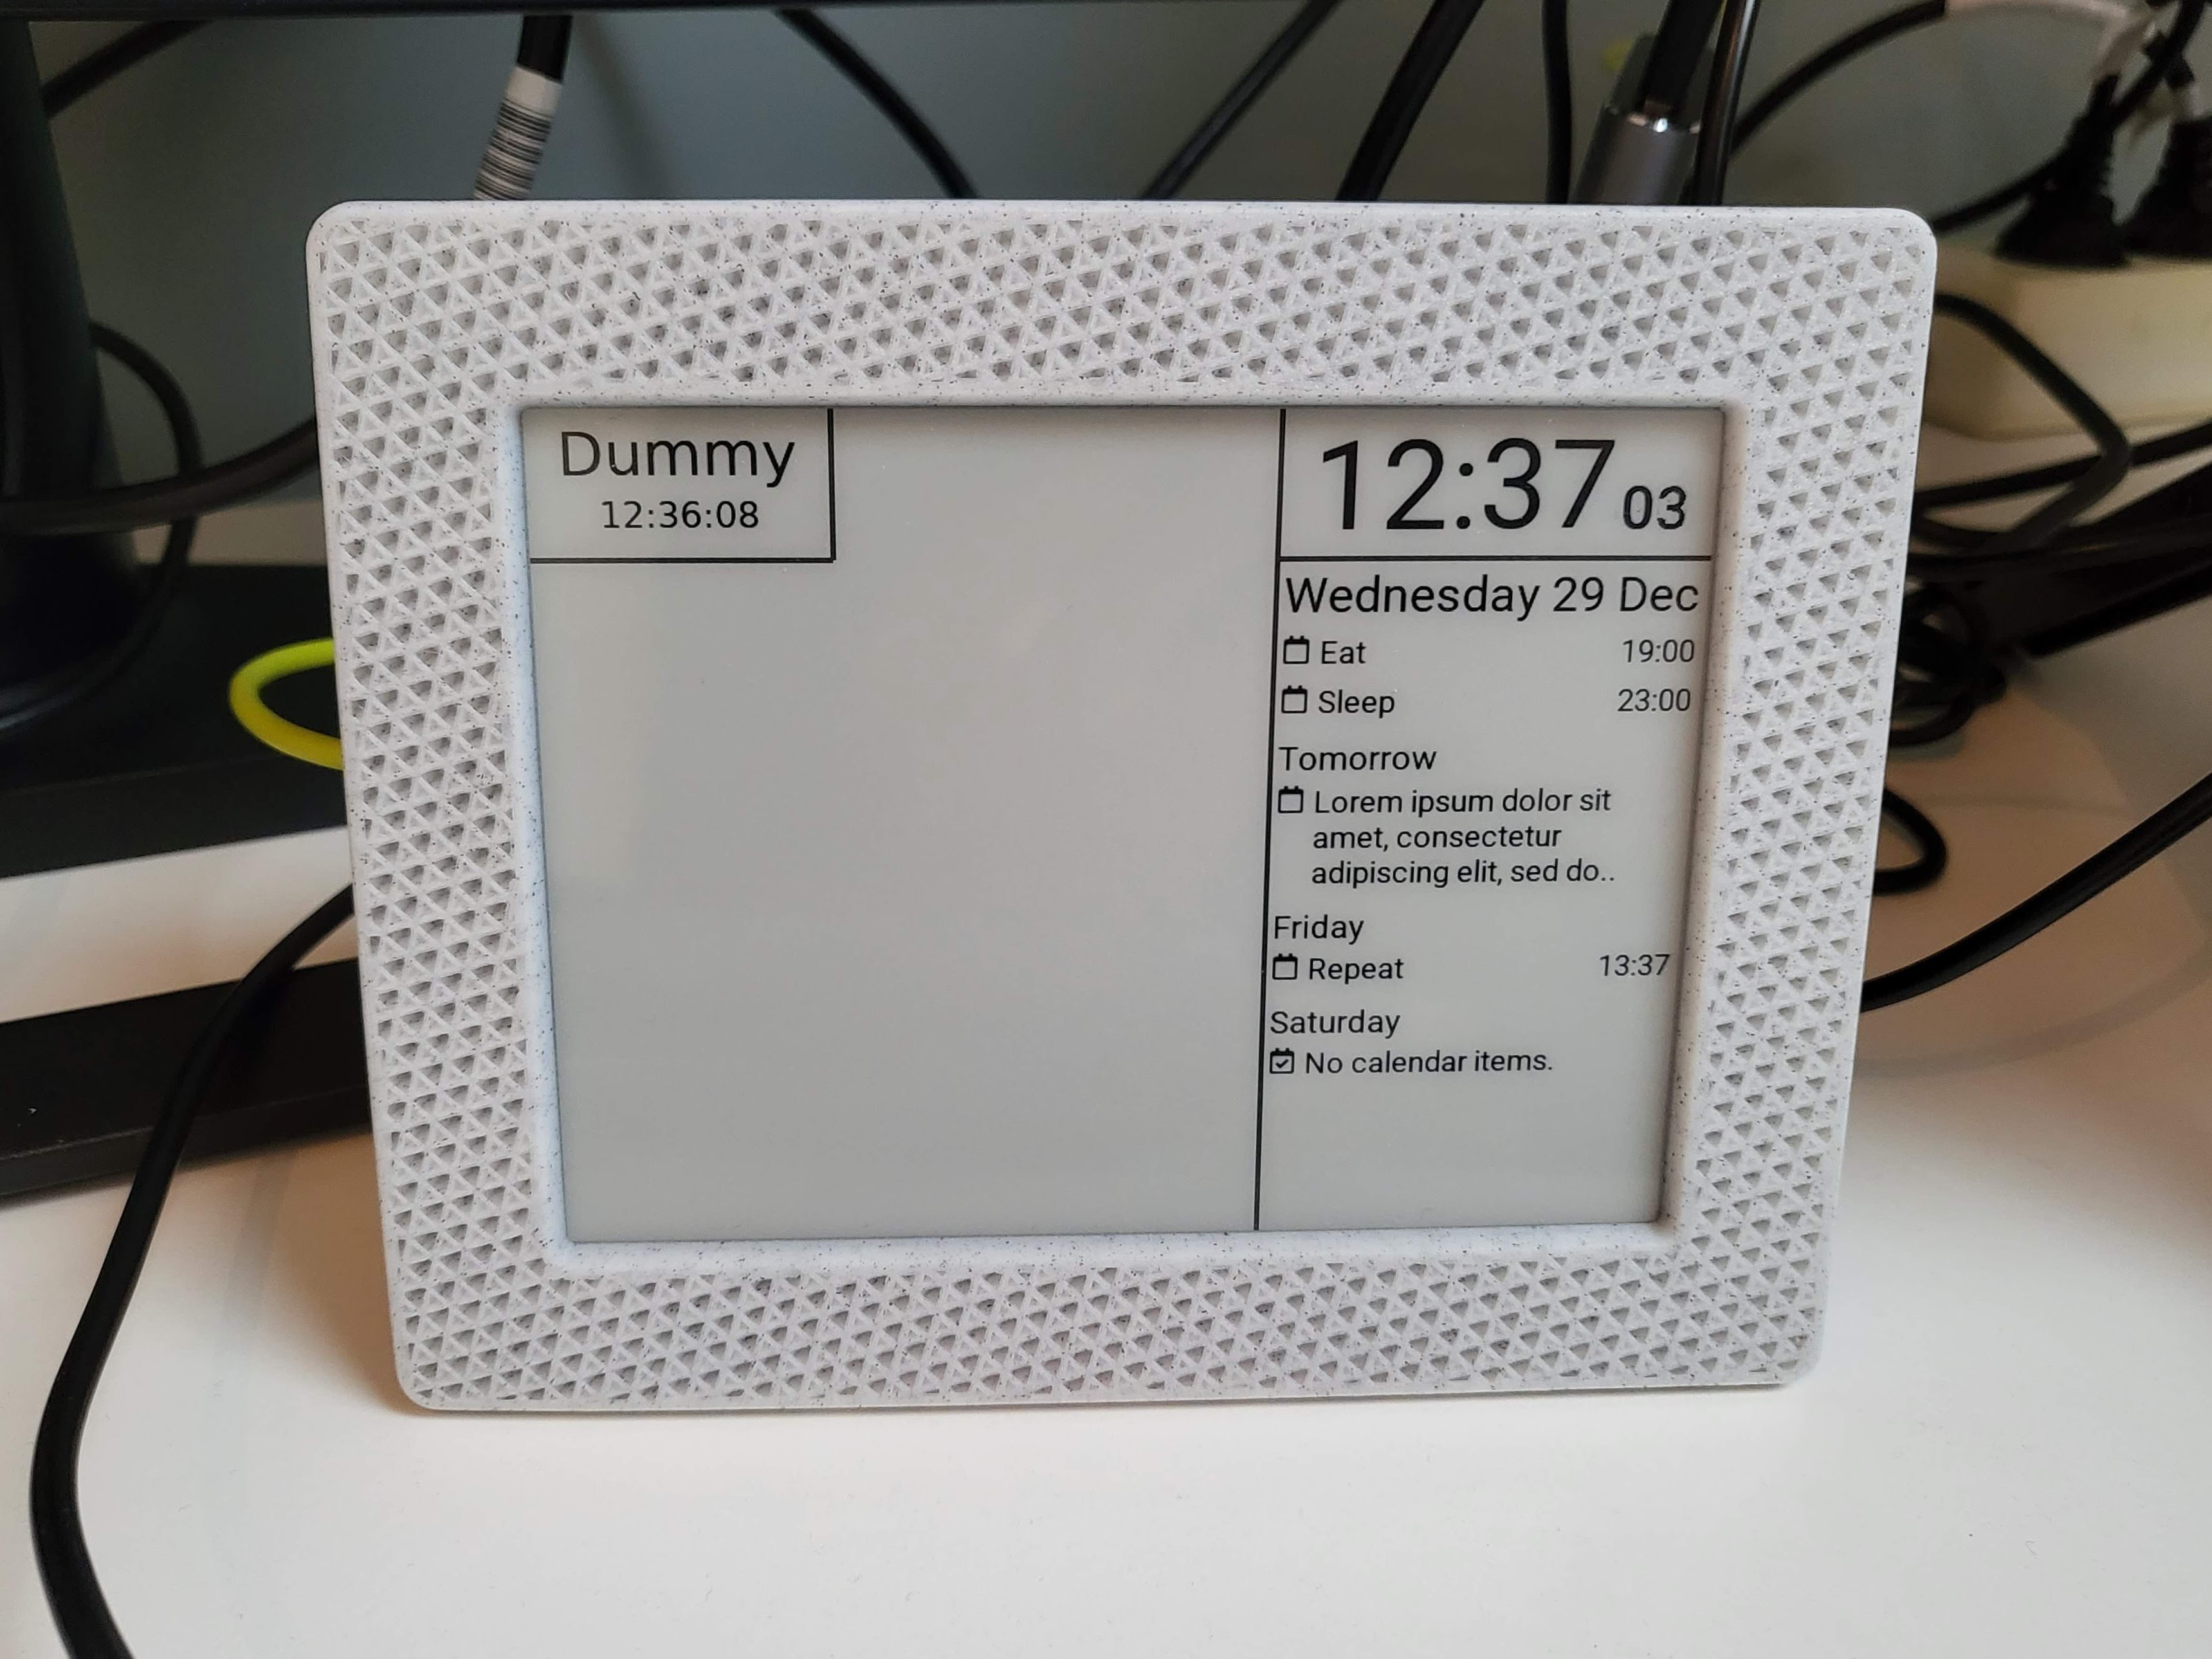 Dummy
12:36:08
12:37 03
Wednesday 29 Dec
Eat 19:00
Sleep 23:00
Tomorrow
Lorem ipsum dolor sit
amet, consectetur
adipiscing elit, sed do..
Friday
Repeat 13:37
Saturday
No calendar items.